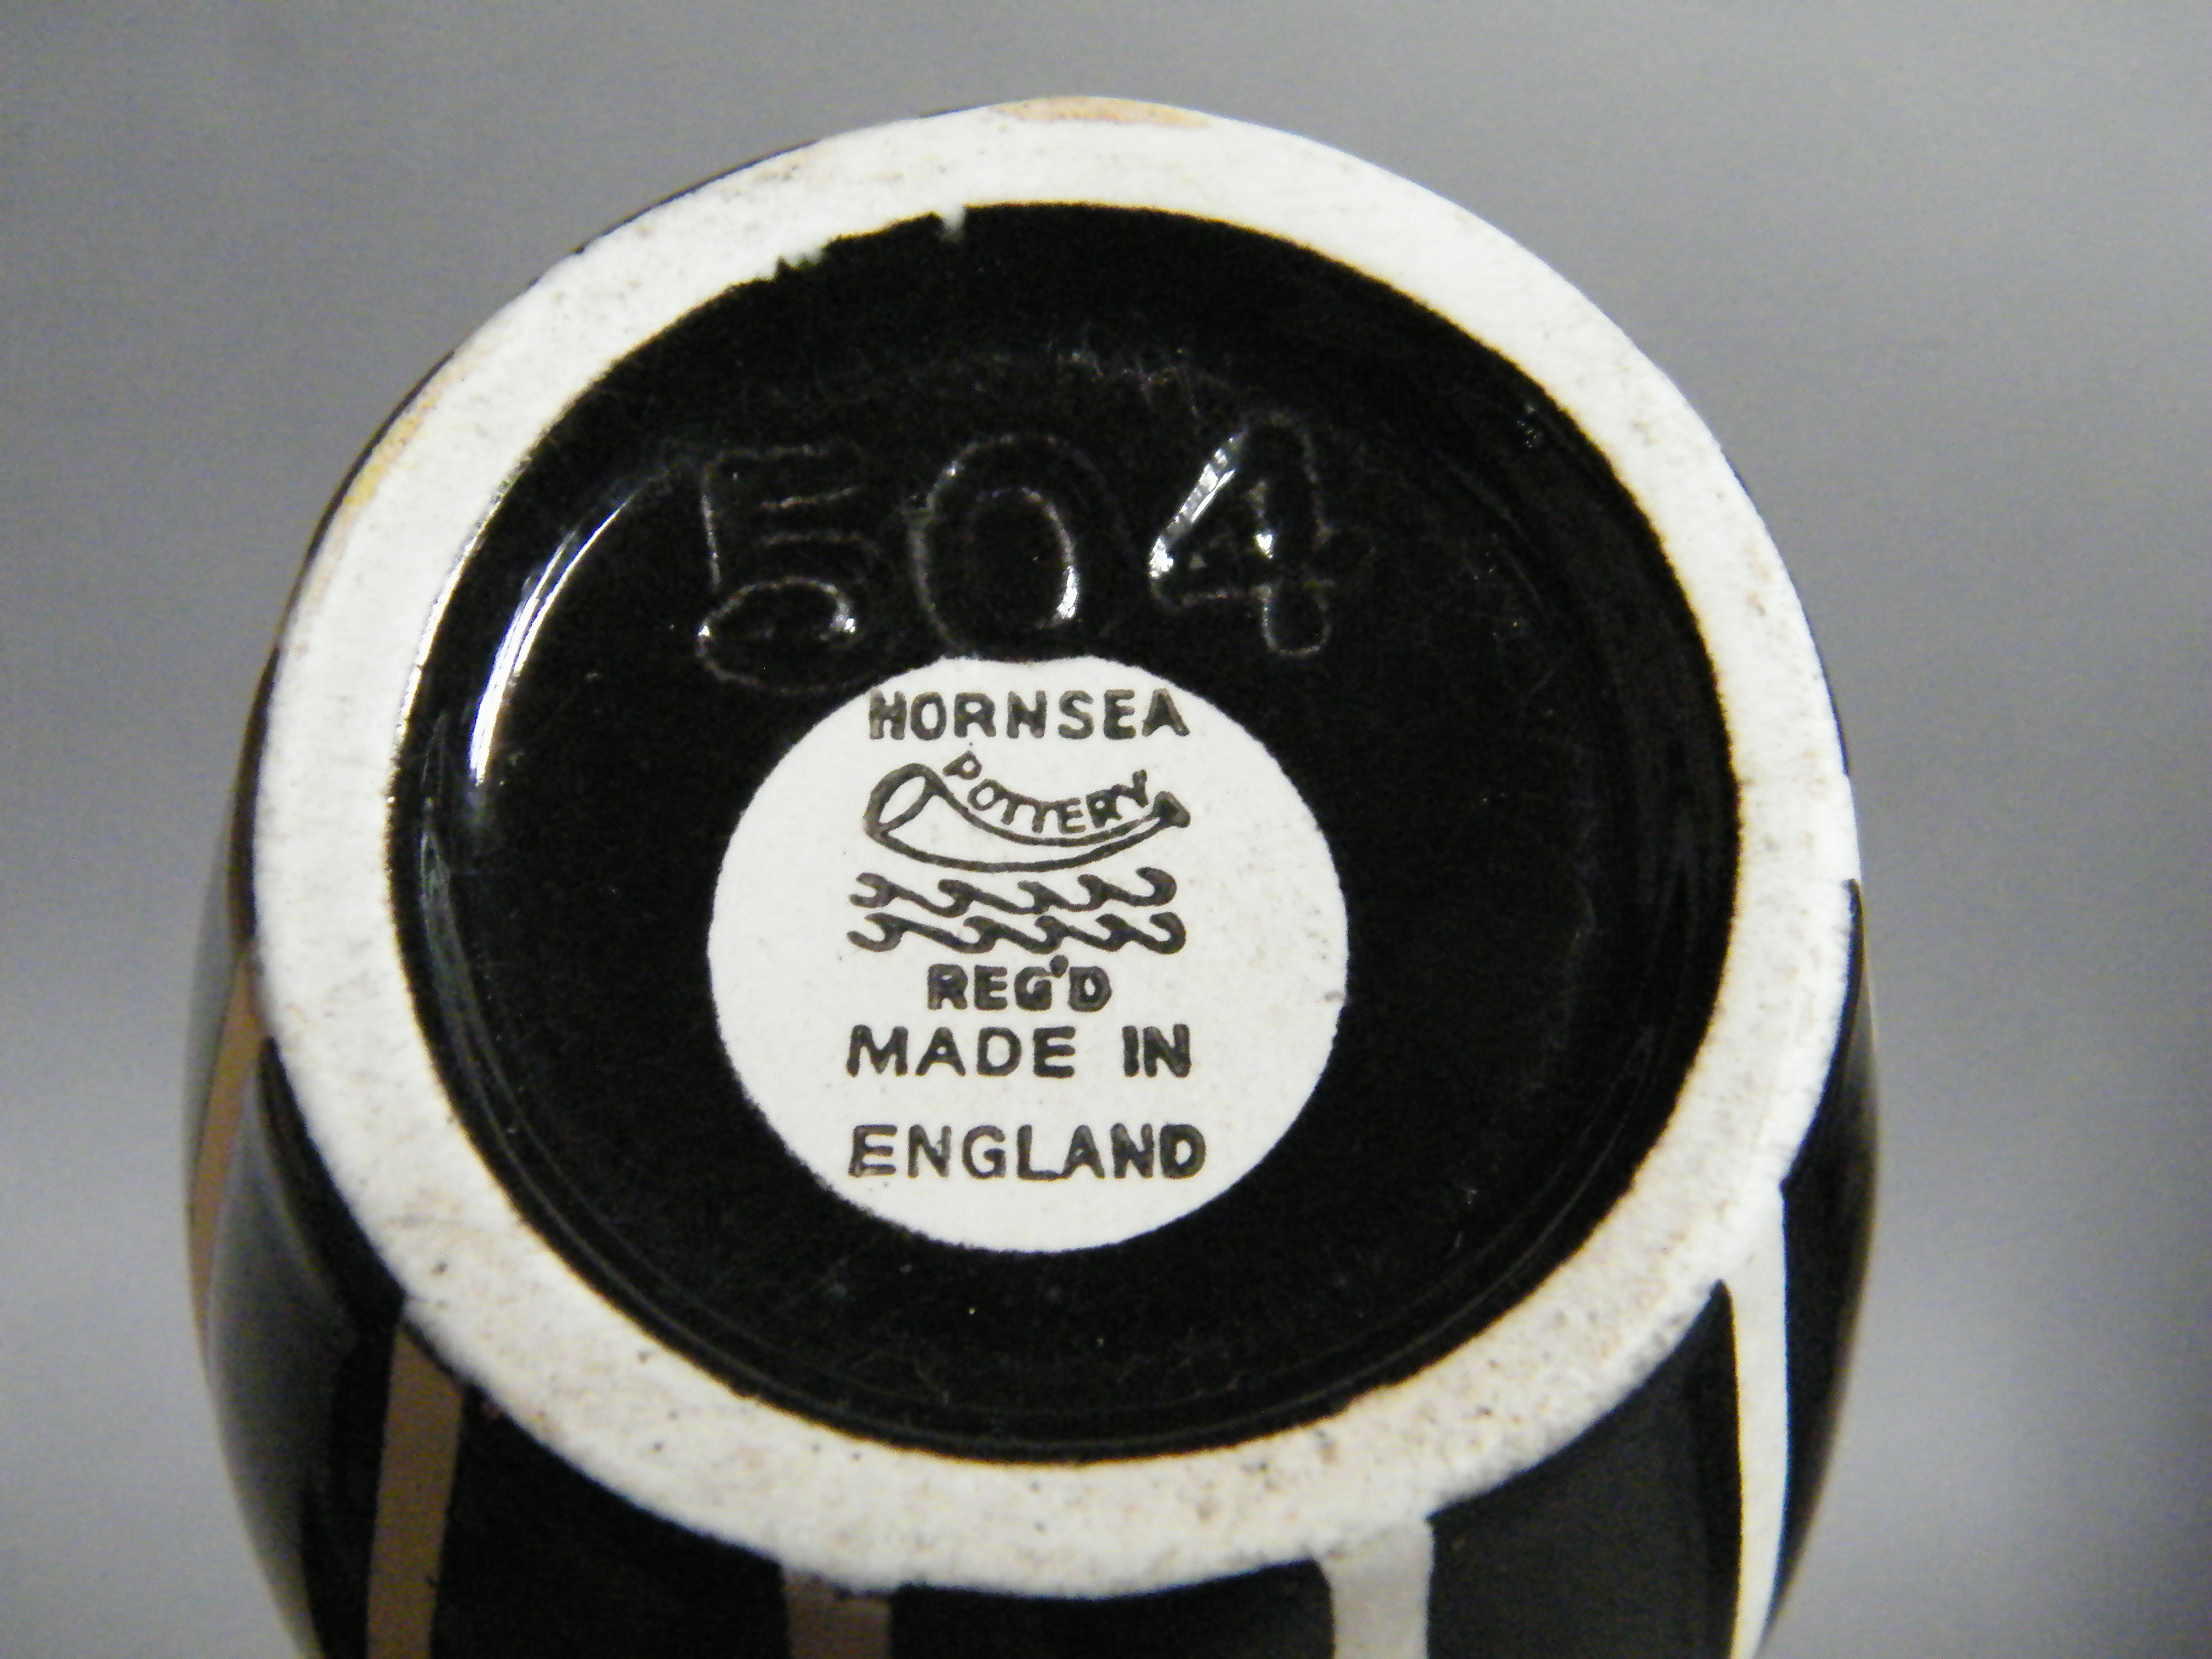 504
HORNSEA
POTTERY
REG'D
MADE IN
ENGLAND